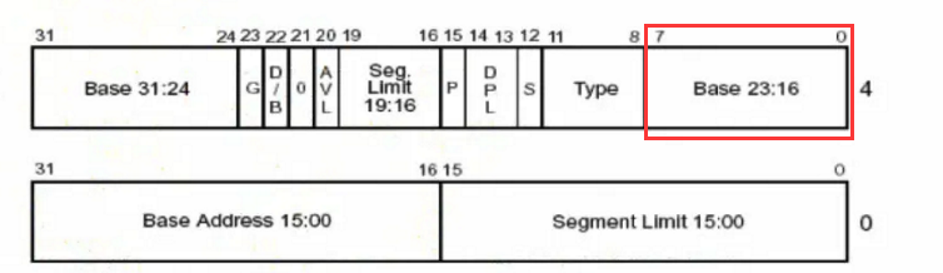 31 24 23 22 21 20 19 16 15 14 13 12 11 8 7 0
Base 31:24 G D/B 0 AVL Seg. Limit 19:16 P DPL S Type Base 23:16 4
31 16 15 0
Base Address 15:00 Segment Limit 15:00 0